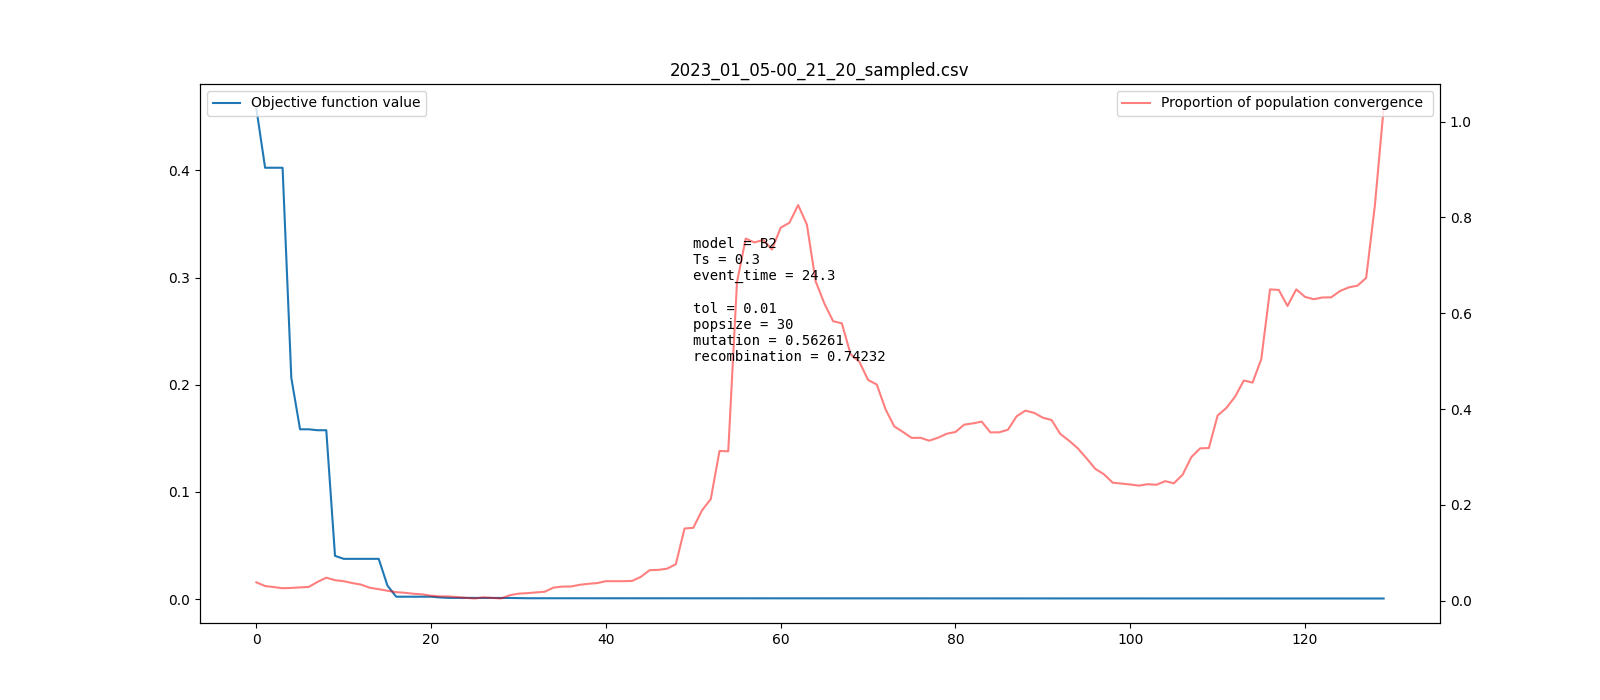 2023_01_05-00_21_20_sampled.csv
Objective function value
Proportion of population convergence
0.4
0.3
0.2
0.1
0.0
1.0
0.8
0.6
0.4
0.2
0.0
model = B2
Ts = 0.3
event_time = 24.3
tol = 0.01
popsize = 30
mutation = 0.56261
recombination = 0.74232
0 20 40 60 80 100 120